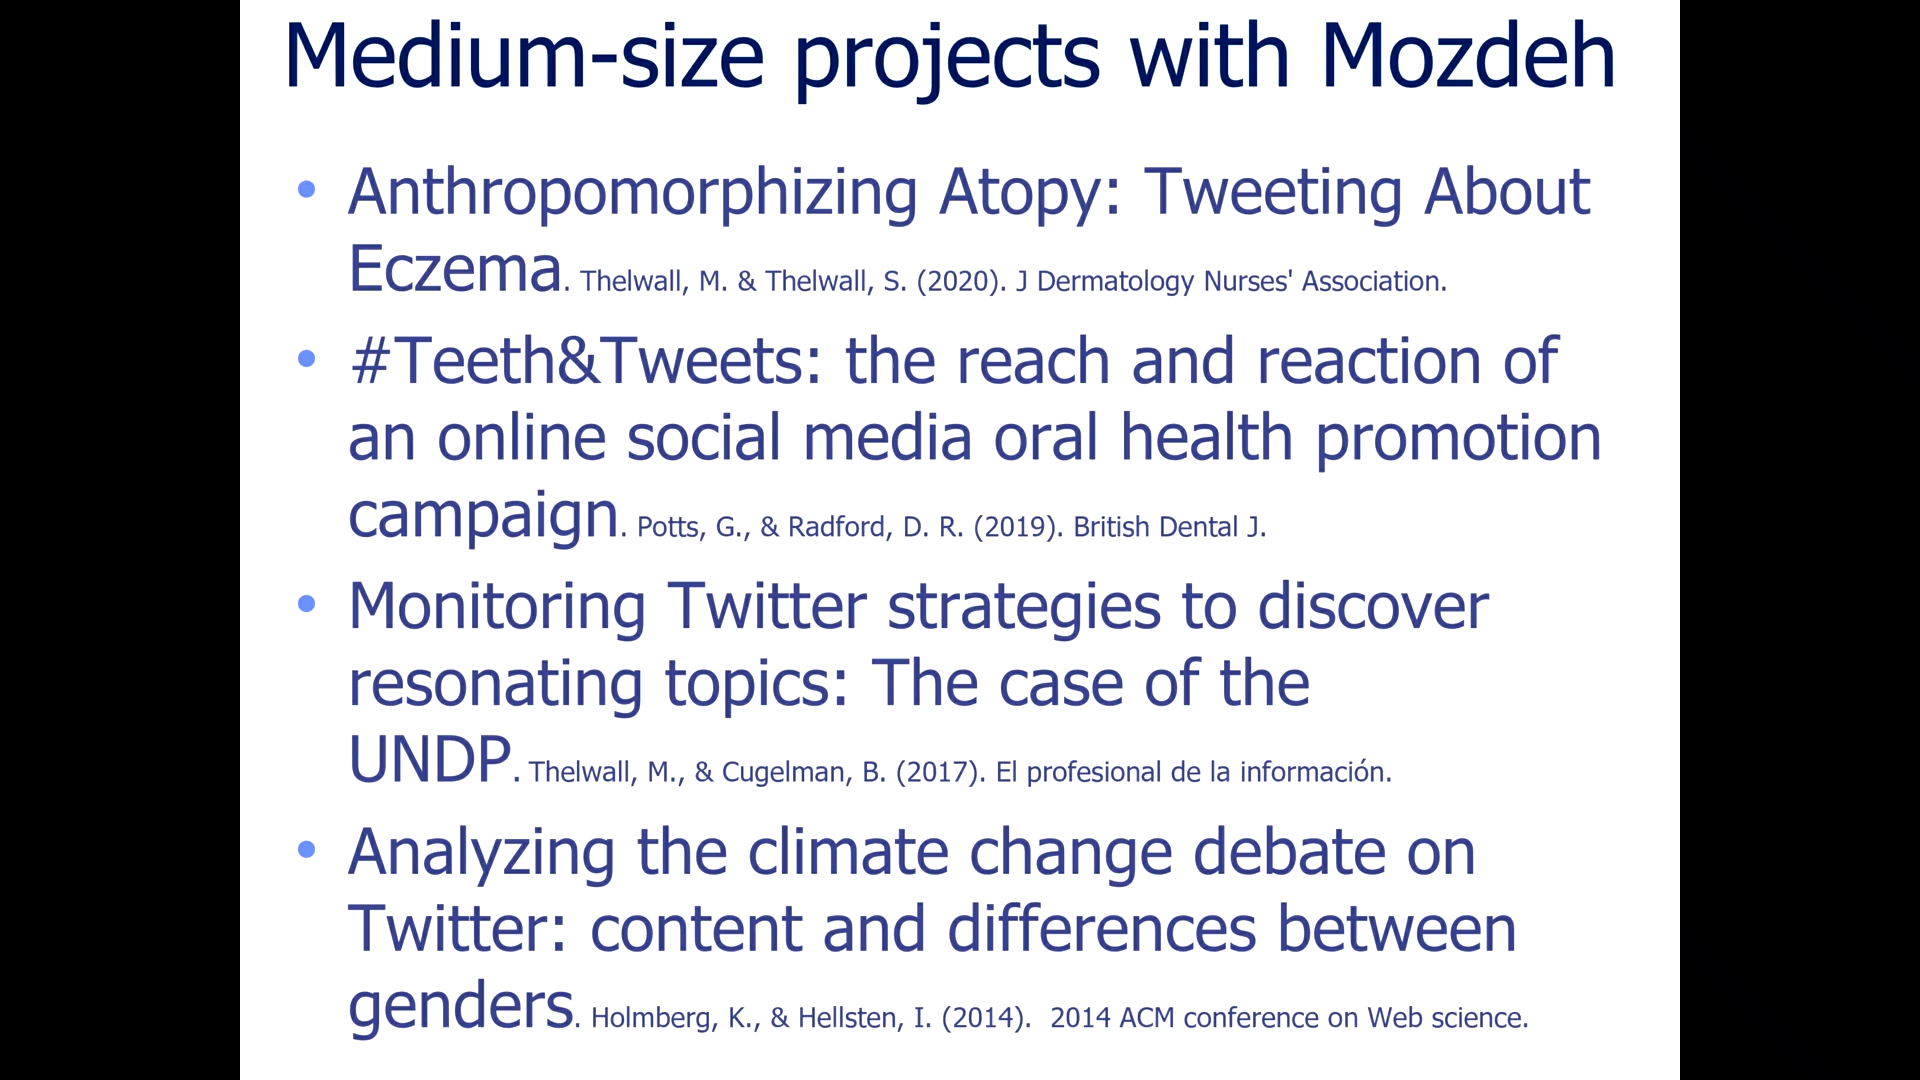 Medium-size projects with Mozdeh
• Anthropomorphizing Atopy: Tweeting About
Eczema. Thelwall, M. & Thelwall, S. (2020). J Dermatology Nurses' Association.
• #Teeth&Tweets: the reach and reaction of
an online social media oral health promotion
campaign. Potts, G., & Radford, D. R. (2019). British Dental J.
• Monitoring Twitter strategies to discover
resonating topics: The case of the
UNDP. Thelwall, M., & Cugelman, B. (2017). El profesional de la información.
• Analyzing the climate change debate on
Twitter: content and differences between
genders. Holmberg, K., & Hellsten, I. (2014).  2014 ACM conference on Web science.